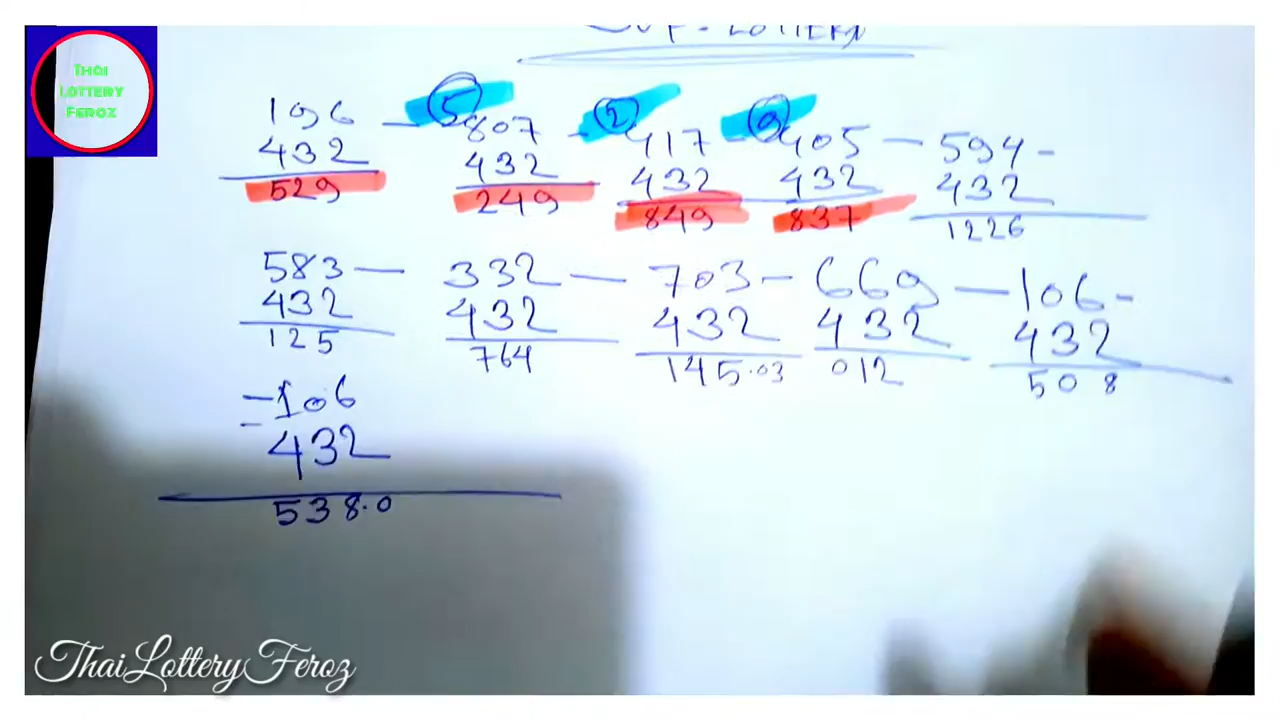 THAI
LOTTERY
FEROZ
LOTTERY
196 — 5 807 - 2 417 9 405 — 594 -
432 432 432 432 432
529 249 849 837 1226
583 — 332 — 703 - 669 — 106 -
432 432 432 432 432
125 764 145.03 012 508
- 106
432
538.0
ThaiLotteryFeroz